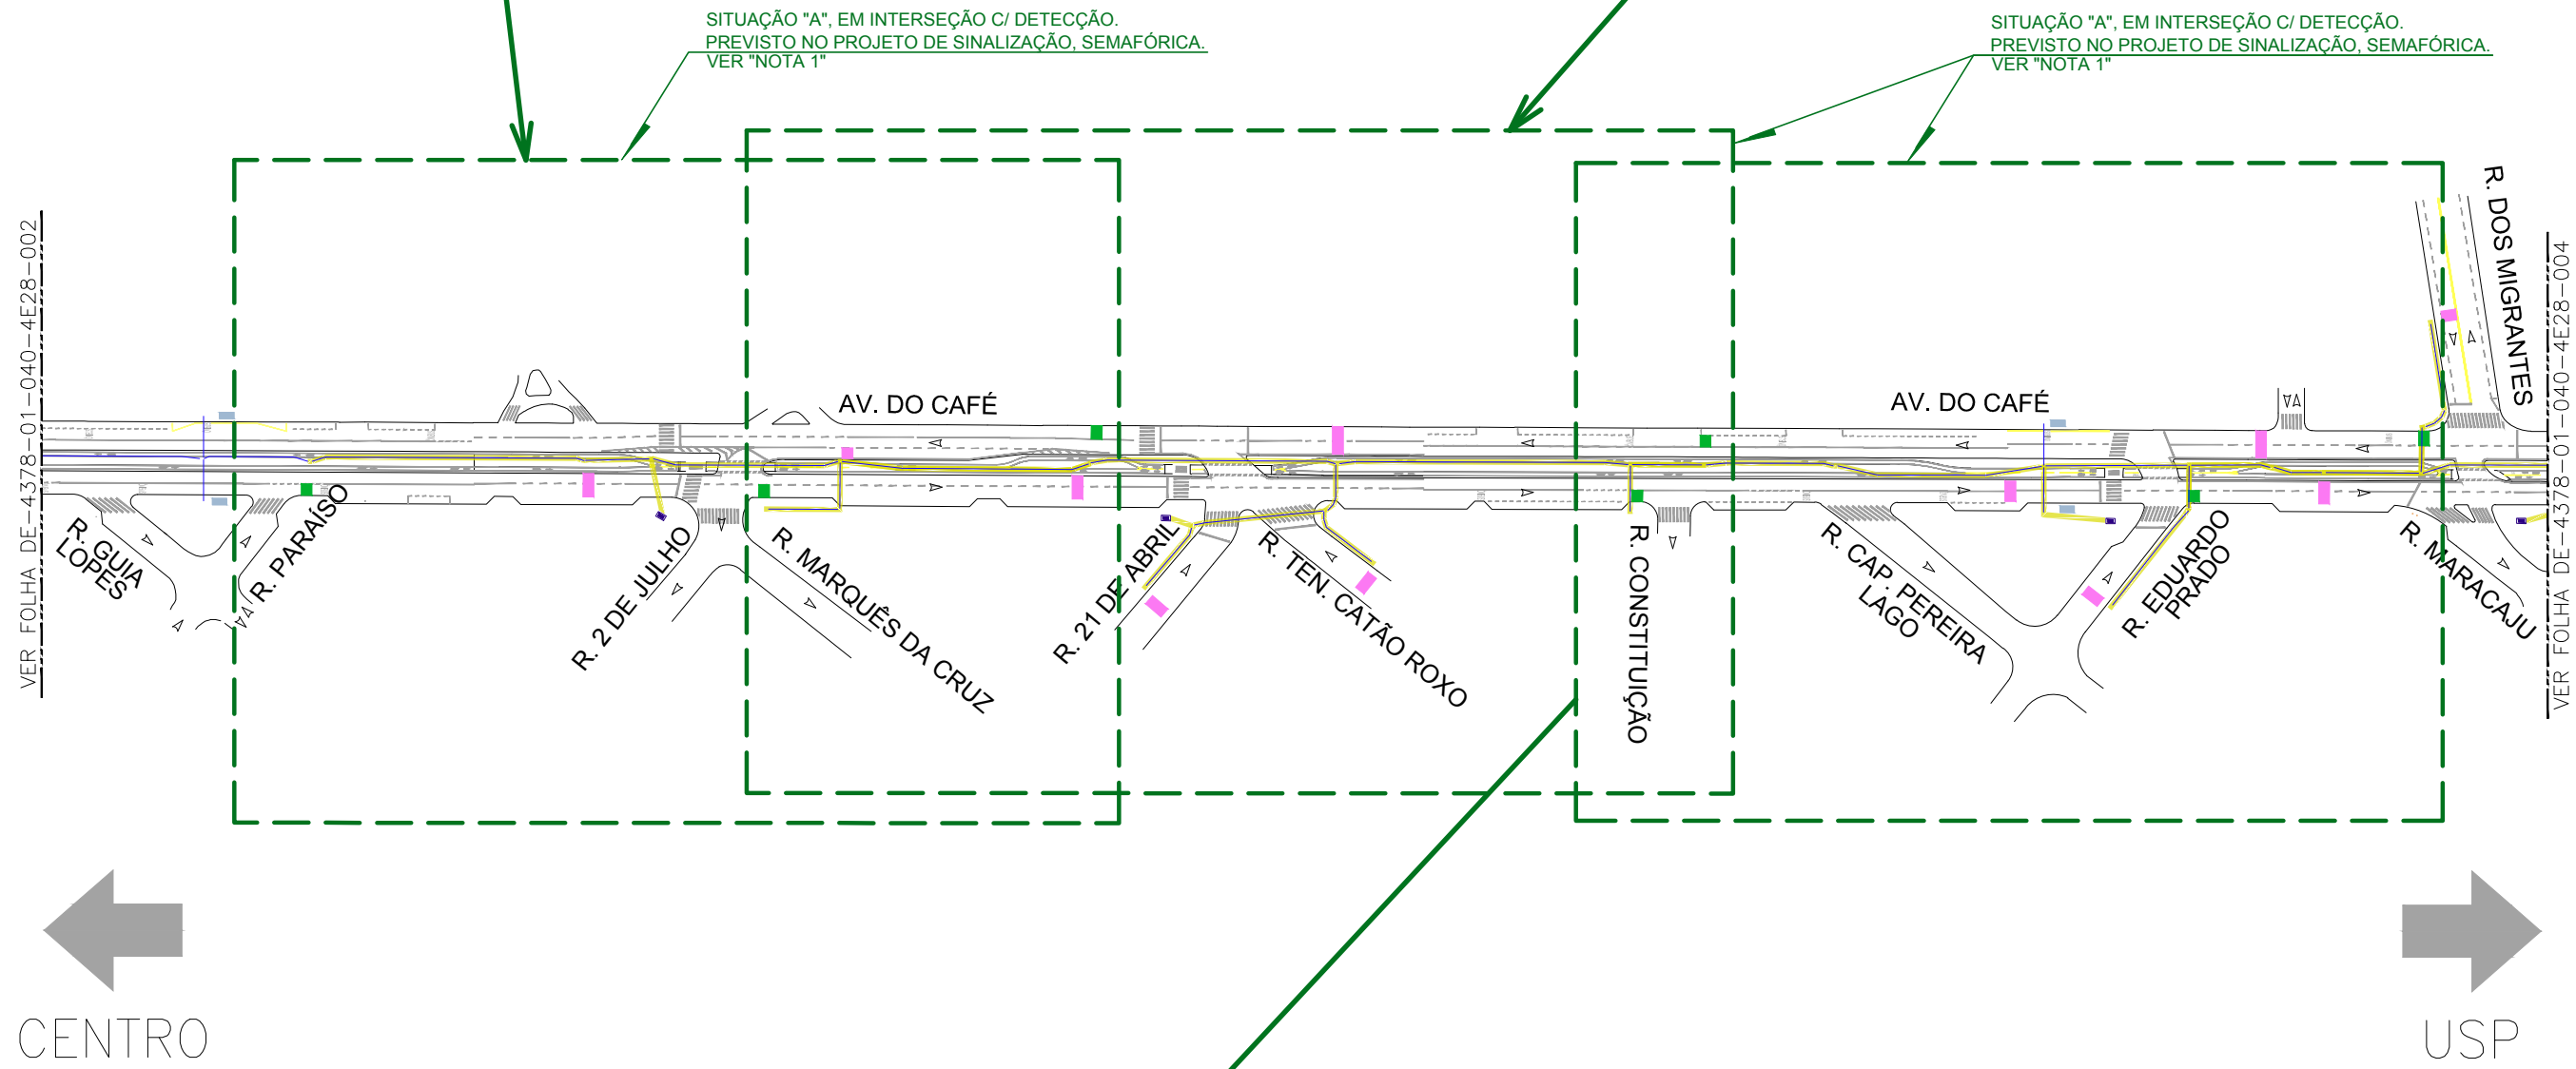 SITUAÇÃO "A", EM INTERSEÇÃO C/ DETECÇÃO.
PREVISTO NO PROJETO DE SINALIZAÇÃO, SEMAFÓRICA.
VER "NOTA 1"
SITUAÇÃO "A", EM INTERSEÇÃO C/ DETECÇÃO.
PREVISTO NO PROJETO DE SINALIZAÇÃO, SEMAFÓRICA.
VER "NOTA 1"
VER FOLHA DE-4378-01-040-4E28-002
R. DOS MIGRANTES
VER FOLHA DE-4378-01-040-4E28-004
AV. DO CAFÉ
AV. DO CAFÉ
R. GUIA
LOPES
R. PARAÍSO
R. 2 DE JULHO
R. MARQUÊS DA CRUZ
R. 21 DE ABRIL
R. TEN. CATÃO ROXO
R. CONSTITUIÇÃO
R. CAP. PEREIRA
LAGO
R. EDUARDO
PRADO
R. MARACAJU
CENTRO
USP